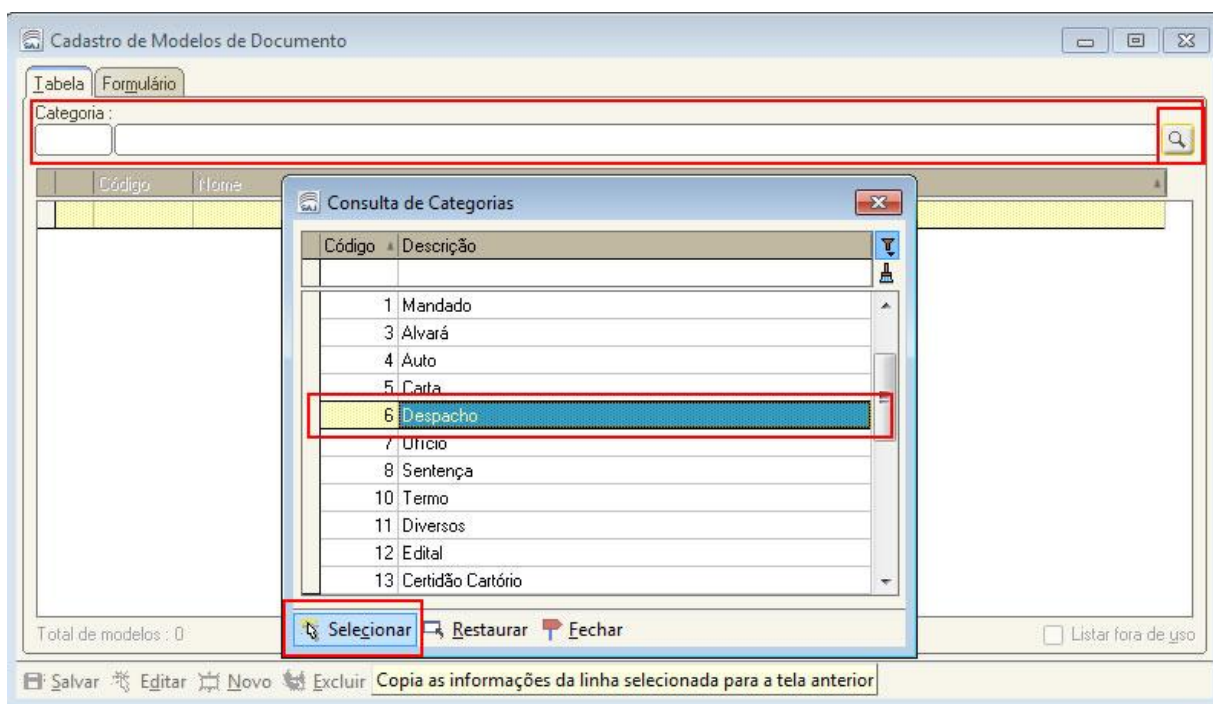 Cadastro de Modelos de Documento
Tabela Formulário
Categoria :
Código Nome
Consulta de Categorias
Código Descrição
1 Mandado
3 Alvará
4 Auto
5 Carta
6 Despacho
7 Ofício
8 Sentença
10 Termo
11 Diversos
12 Edital
13 Certidão Cartório
Selecionar Restaurar Fechar
Total de modelos : 0 Listar fora de uso
Salvar Editar Novo Excluir Copia as informações da linha selecionada para a tela anterior